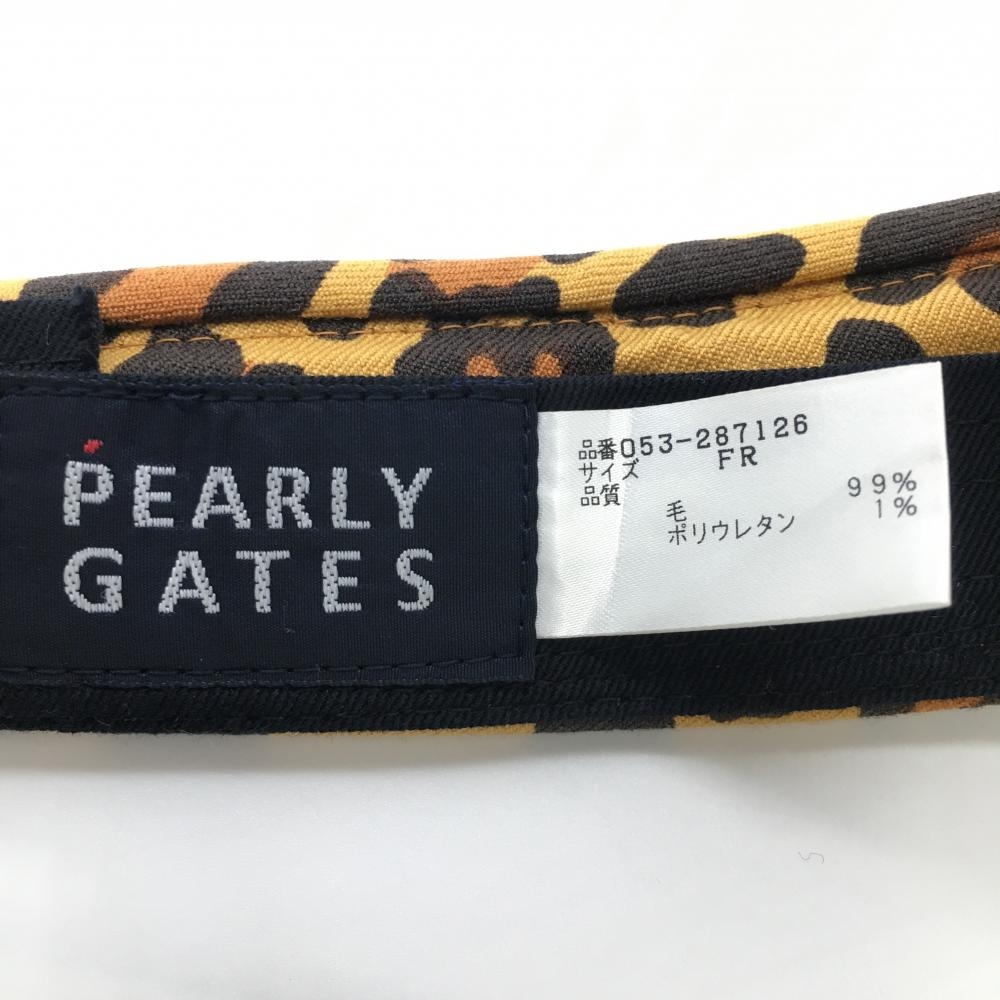 PEARLY
GATES
品番053-287126
サイズ FR
品質
毛 99%
ポリウレタン 1%